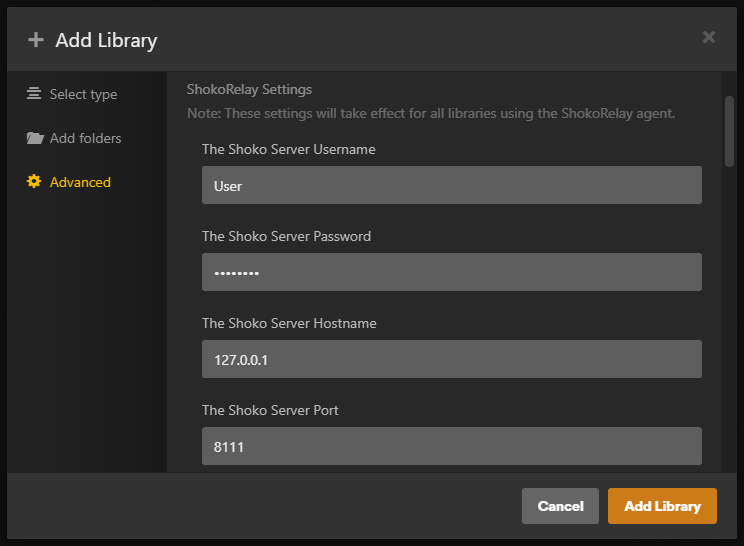 Add Library
Select type
Add folders
Advanced
ShokoRelay Settings
Note: These settings will take effect for all libraries using the ShokoRelay agent.
The Shoko Server Username
User
The Shoko Server Password
••••••••
The Shoko Server Hostname
127.0.0.1
The Shoko Server Port
8111
Cancel
Add Library